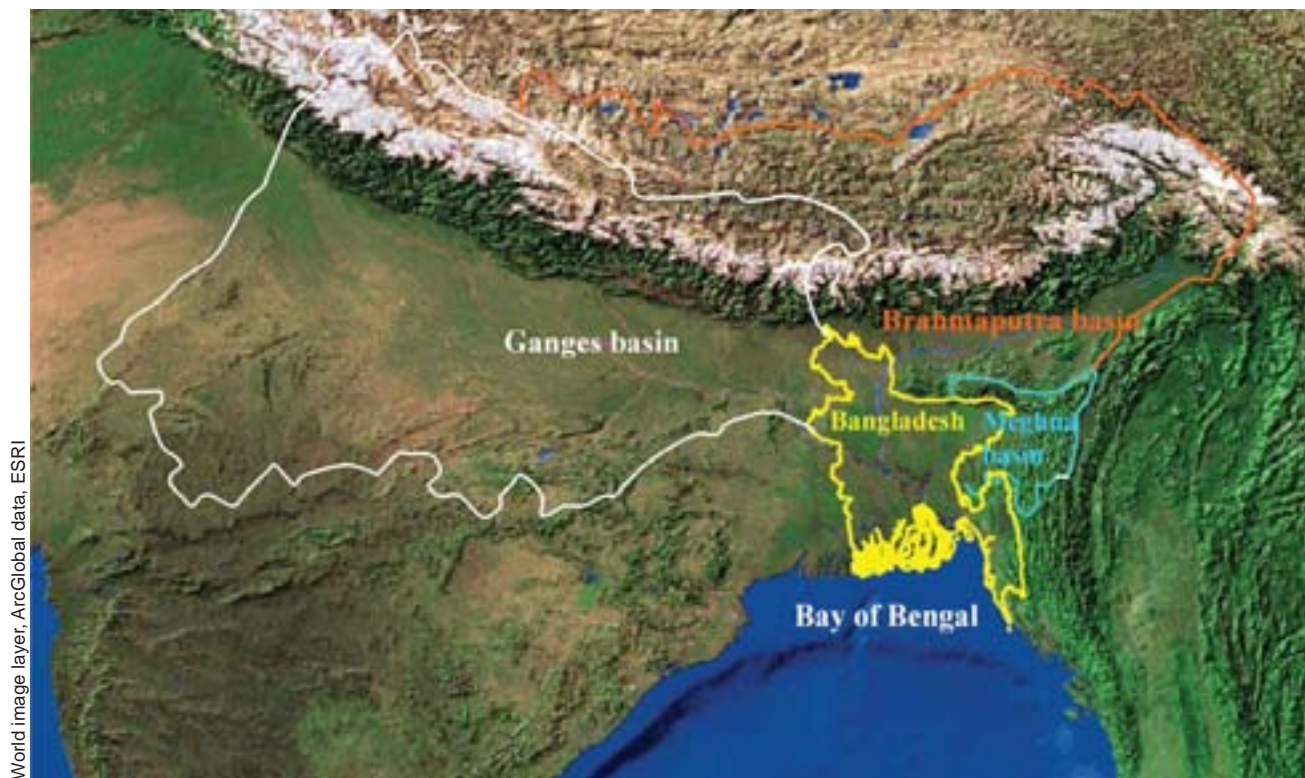 Brahmaputra basin
Ganges basin
Bangladesh
Meghna
basin
Bay of Bengal
World image layer, ArcGlobal data, ESRI